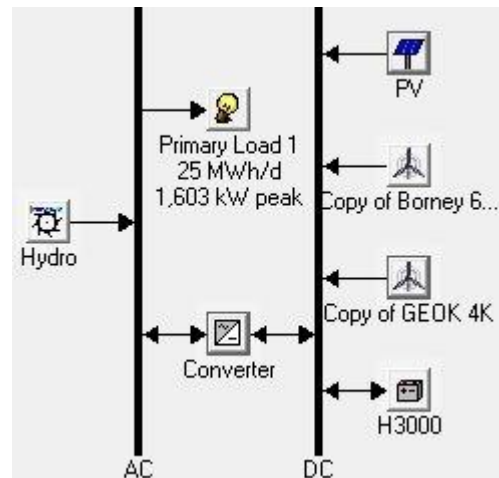 PV
Primary Load 1
25 MWh/d
1,603 kW peak
Copy of Borney 6...
Hydro
Copy of GEOK 4K
Converter
H3000
AC
DC